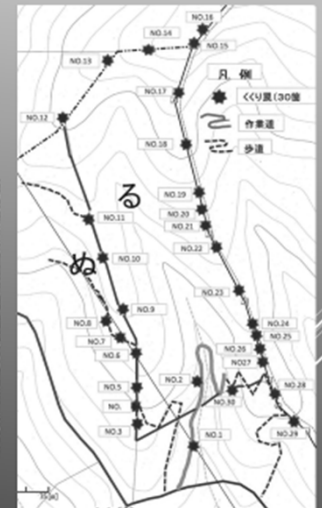 NO.16
NO.14
NO.15
NO.13
凡 例
NO.17
くくり罠(30箇
作業道
NO.12
歩道
NO.18
る
NO.19
NO.20
NO.11
NO.21
NO.22
ぬ
NO.10
NO.23
NO.9
NO.8
NO.24
NO.25
NO.7
NO.26
NO.6
NO27
NO.2
NO.28
NO.5
NO.30
NO.
NO.3
NO.1
NO.29